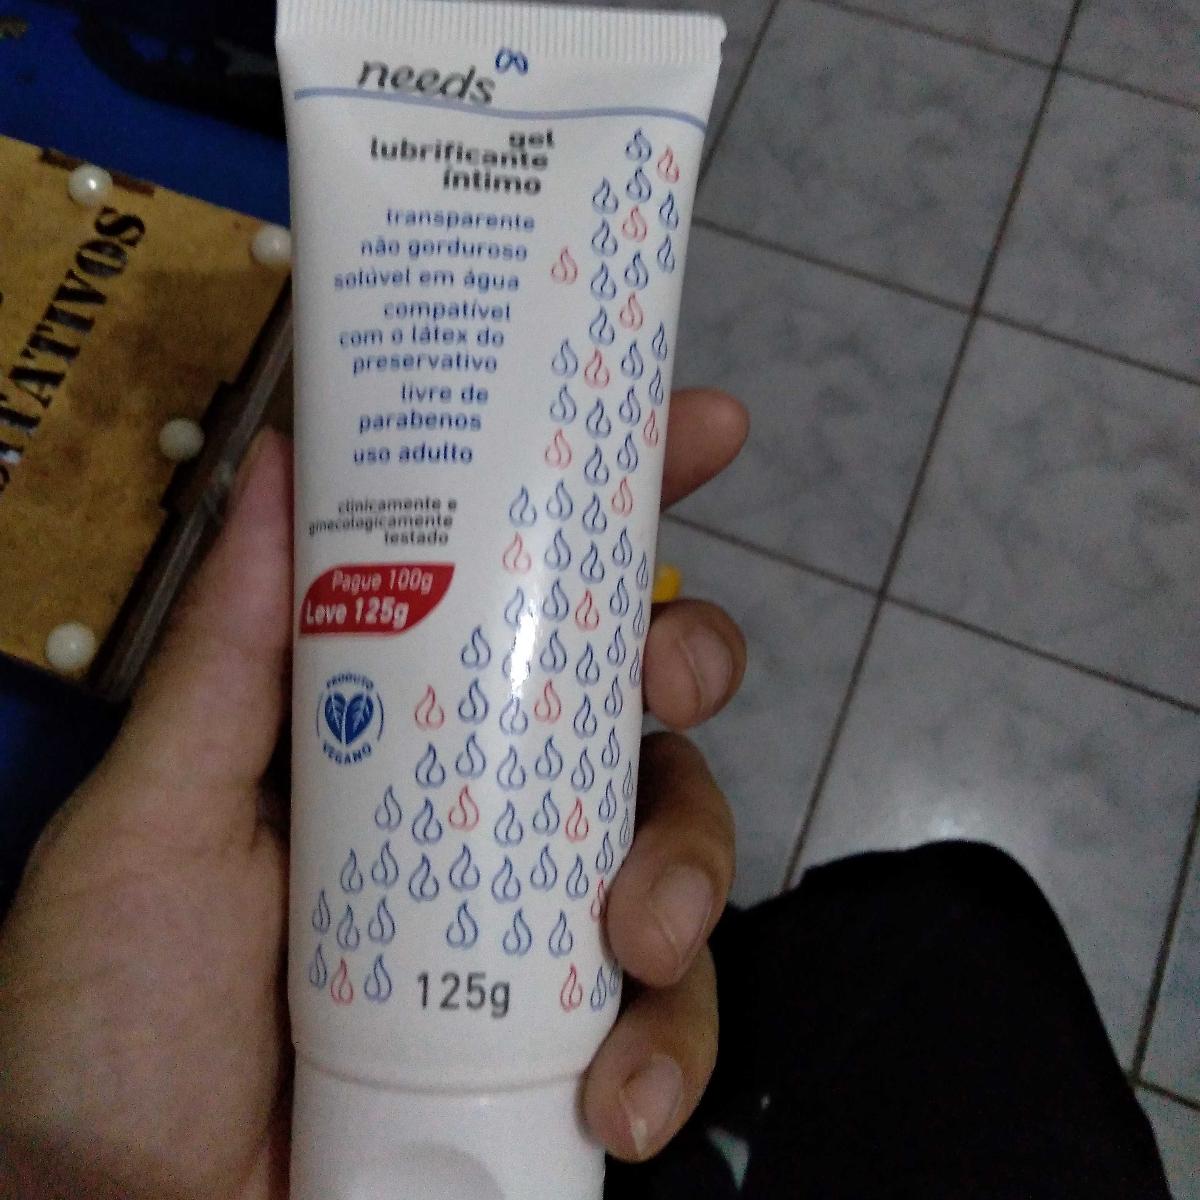 needs
gel
lubrificante
íntimo
transparente
não gorduroso
solúvel em água
compatível
com o látex do
preservativo
livre de
parabenos
uso adulto
clinicamente e
ginecologicamente
testado
Pague 100g
Leve 125g
PRODUTO
VEGANO
125g
TATIVOS